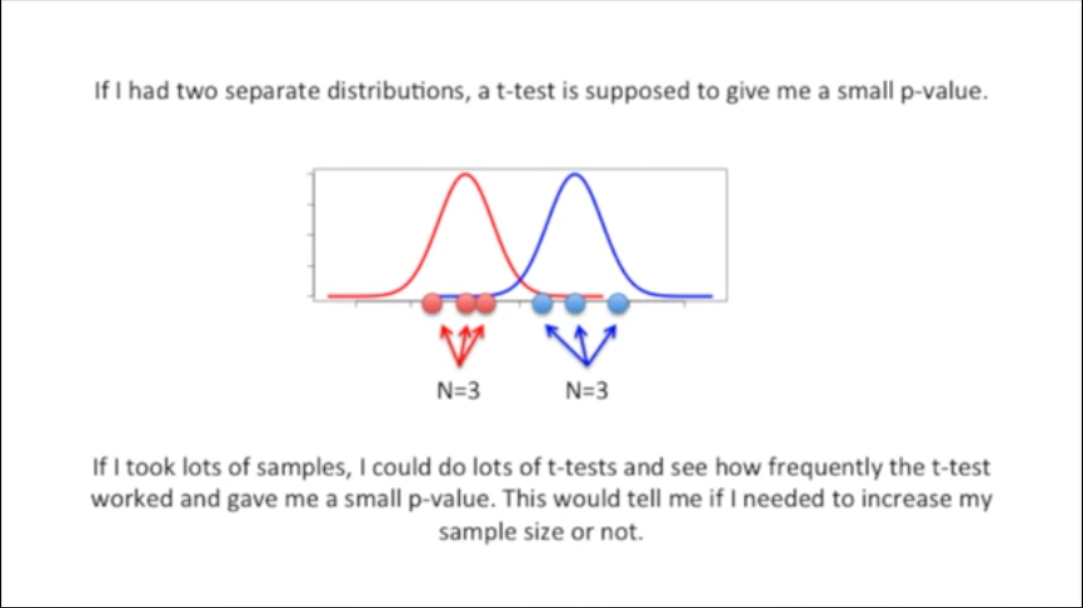 If I had two separate distributions, a t-test is supposed to give me a small p-value.
N=3 N=3
If I took lots of samples, I could do lots of t-tests and see how frequently the t-test
worked and gave me a small p-value. This would tell me if I needed to increase my
sample size or not.